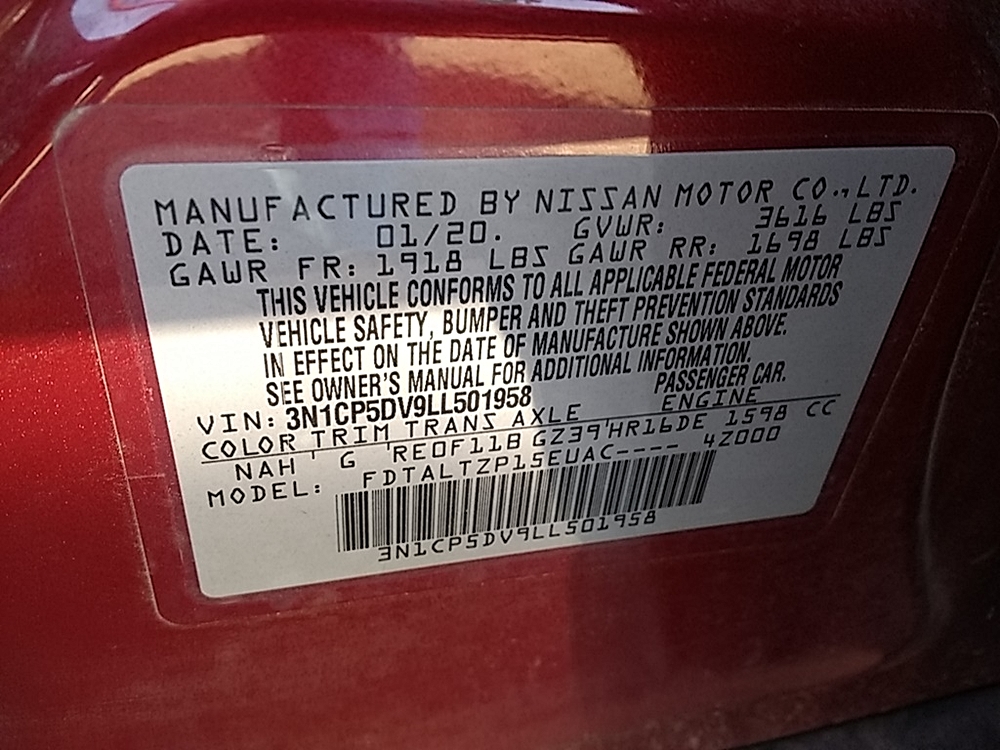 MANUFACTURED BY NISSAN MOTOR CO.,LTD.
DATE: 01/20. GVWR: 3616 LBS
GAWR FR: 1918 LBS GAWR RR: 1698 LBS
THIS VEHICLE CONFORMS TO ALL APPLICABLE FEDERAL MOTOR
VEHICLE SAFETY, BUMPER AND THEFT PREVENTION STANDARDS
IN EFFECT ON THE DATE OF MANUFACTURE SHOWN ABOVE.
SEE OWNER'S MANUAL FOR ADDITIONAL INFORMATION.
VIN: 3N1CP5DV9LL501958 PASSENGER CAR.
COLOR TRIM TRANS AXLE ENGINE
NAH ' G 'RE0F11B GZ39'HR16DE 1598 CC
MODEL: FDTALTZP15EUAC---- 4Z000
3N1CP5DV9LL501958